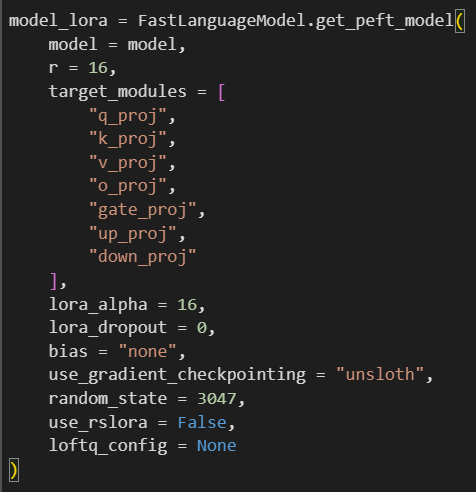 model_lora = FastLanguageModel.get_peft_model(
    model = model,
    r = 16,
    target_modules = [
        "q_proj",
        "k_proj",
        "v_proj",
        "o_proj",
        "gate_proj",
        "up_proj",
        "down_proj"
    ],
    lora_alpha = 16,
    lora_dropout = 0,
    bias = "none",
    use_gradient_checkpointing = "unsloth",
    random_state = 3047,
    use_rslora = False,
    loftq_config = None
)